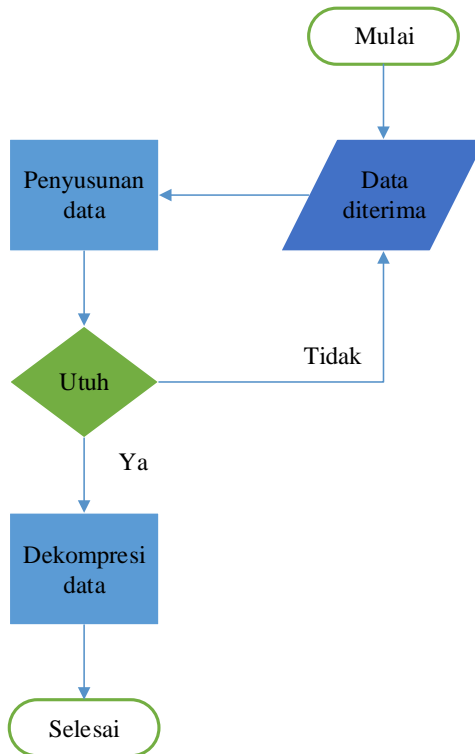 Mulai
Data
diterima
Penyusunan
data
Utuh
Tidak
Ya
Dekompresi
data
Selesai